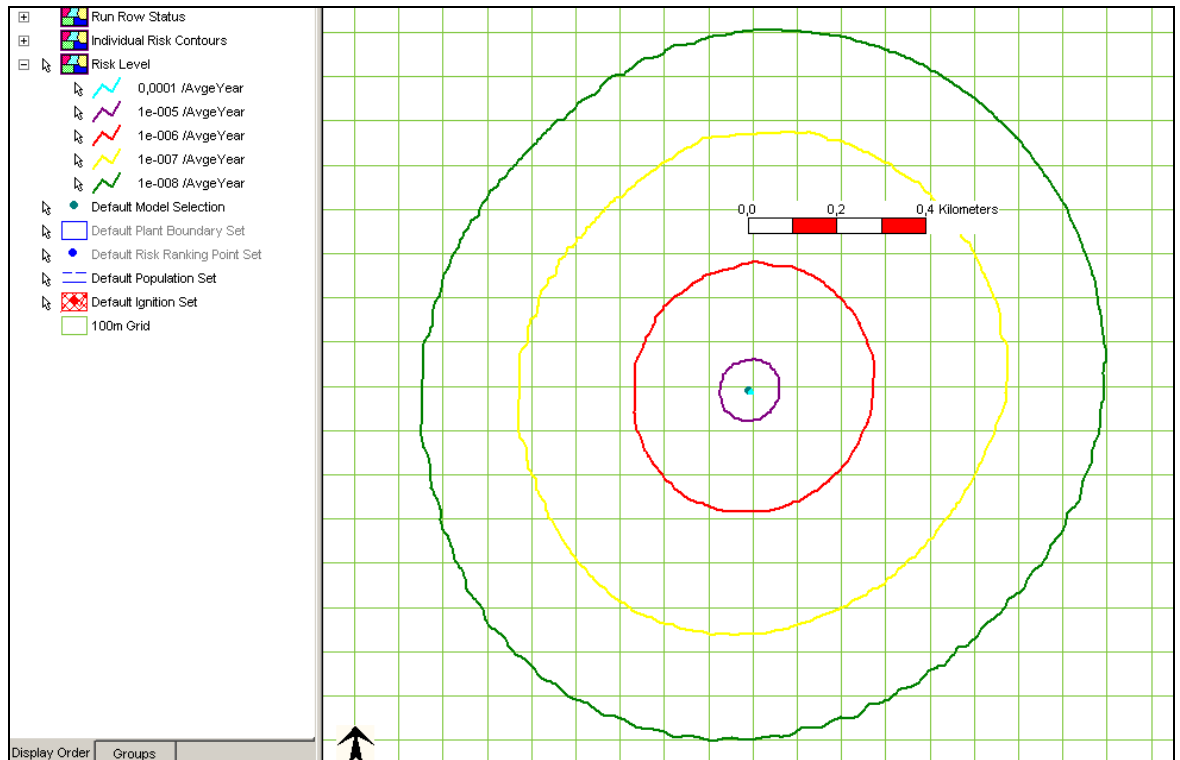 Run Row Status
Individual Risk Contours
Risk Level
0,0001 /AvgeYear
1e-005 /AvgeYear
1e-006 /AvgeYear
1e-007 /AvgeYear
1e-008 /AvgeYear
Default Model Selection
Default Plant Boundary Set
Default Risk Ranking Point Set
Default Population Set
Default Ignition Set
100m Grid
Display Order Groups
0,0 0,2 0,4 Kilometers